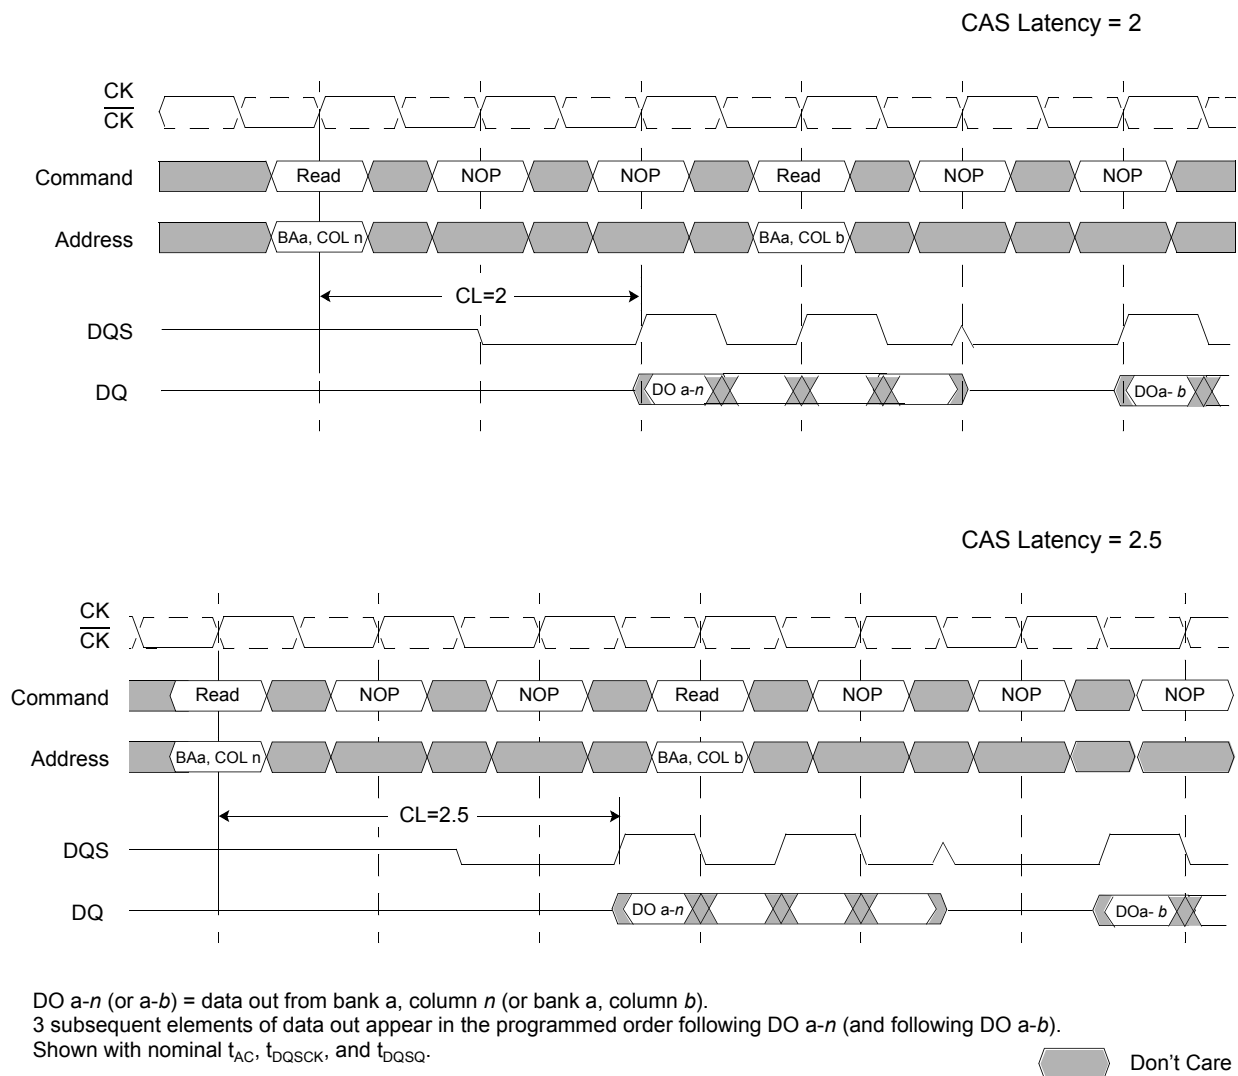 CAS Latency = 2
CK
CK
Command Read NOP NOP Read NOP NOP
Address BAa, COL n BAa, COL b
CL=2
DQS
DQ DO a-n DOa- b
CAS Latency = 2.5
CK
CK
Command Read NOP NOP Read NOP NOP NOP
Address BAa, COL n BAa, COL b
CL=2.5
DQS
DQ DO a-n DOa- b
DO a-n (or a-b) = data out from bank a, column n (or bank a, column b).
3 subsequent elements of data out appear in the programmed order following DO a-n (and following DO a-b).
Shown with nominal tAC, tDQSCK, and tDQSQ.
Don't Care